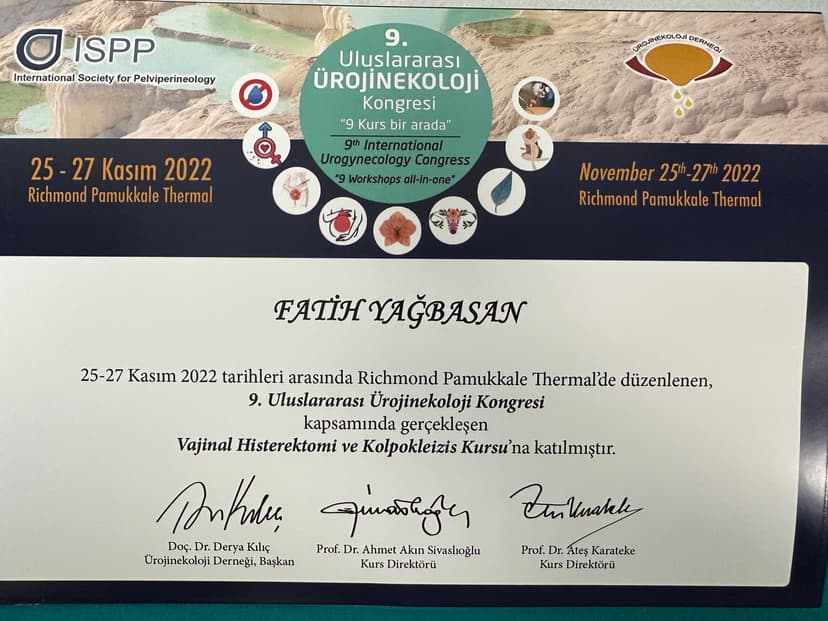 ISPP
International Society for Pelviperineology
9.
Uluslararası
ÜROJİNEKOLOJİ
Kongresi
"9 Kurs bir arada"
9th International
Urogynecology Congress
"9 Workshops all-in-one"
ÜROJİNEKOLOJİ DERNEĞİ
25 - 27 Kasım 2022
Richmond Pamukkale Thermal
November 25th-27th 2022
Richmond Pamukkale Thermal
FATİH YAĞBASAN
25-27 Kasım 2022 tarihleri arasında Richmond Pamukkale Thermal'de düzenlenen,
9. Uluslararası Ürojinekoloji Kongresi
kapsamında gerçekleşen
Vajinal Histerektomi ve Kolpokleizis Kursu'na katılmıştır.
Doç. Dr. Derya Kılıç
Ürojinekoloji Derneği, Başkan
Prof. Dr. Ahmet Akın Sivaslıoğlu
Kurs Direktörü
Prof. Dr. Ateş Karateke
Kurs Direktörü